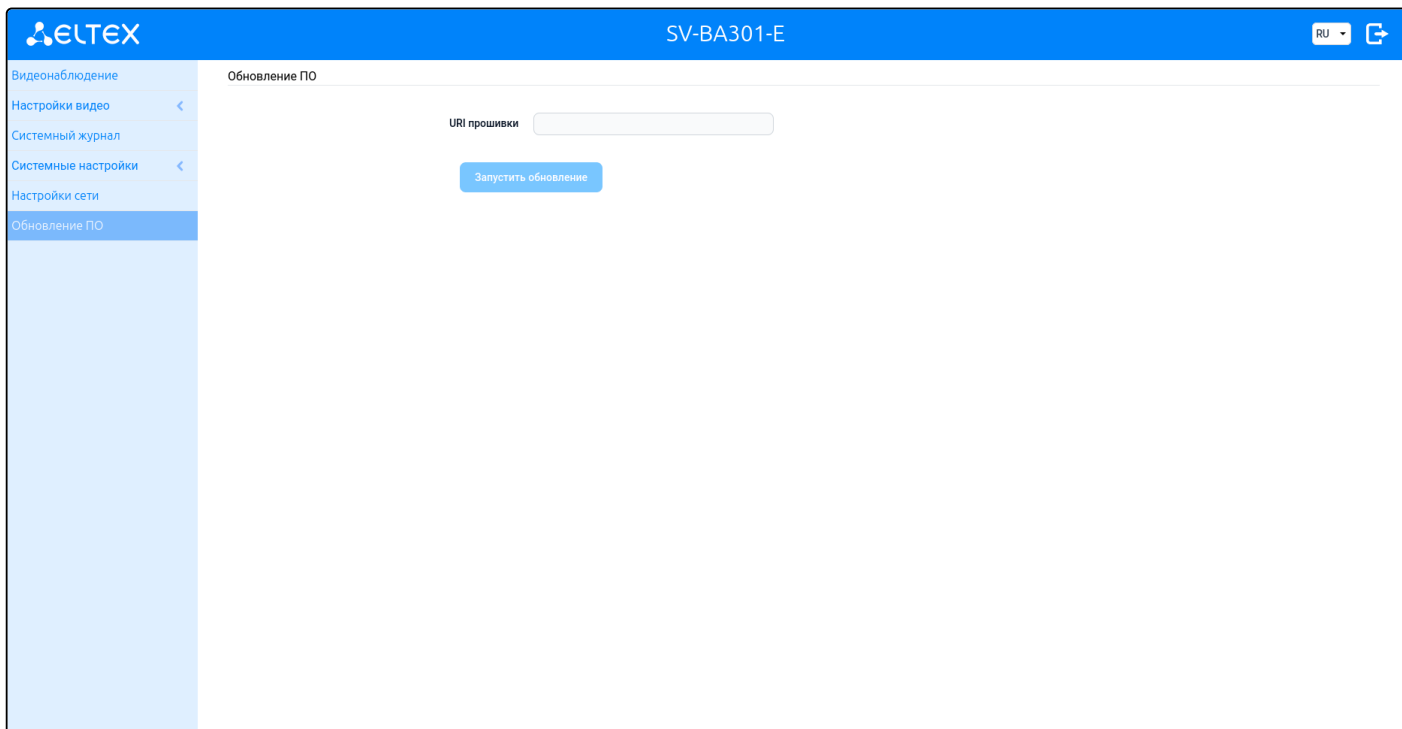 ELTEX
SV-BA301-E
RU
Видеонаблюдение
Настройки видео
Системный журнал
Системные настройки
Настройки сети
Обновление ПО
Обновление ПО
URI прошивки
Запустить обновление